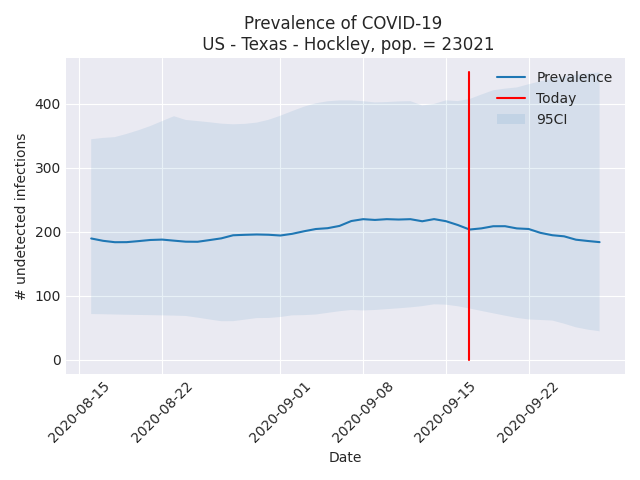 Prevalence of COVID-19
US - Texas - Hockley, pop. = 23021
Prevalence
Today
95CI
# undetected infections
400
300
200
100
0
2020-08-15
2020-08-22
2020-09-01
2020-09-08
2020-09-15
2020-09-22
Date